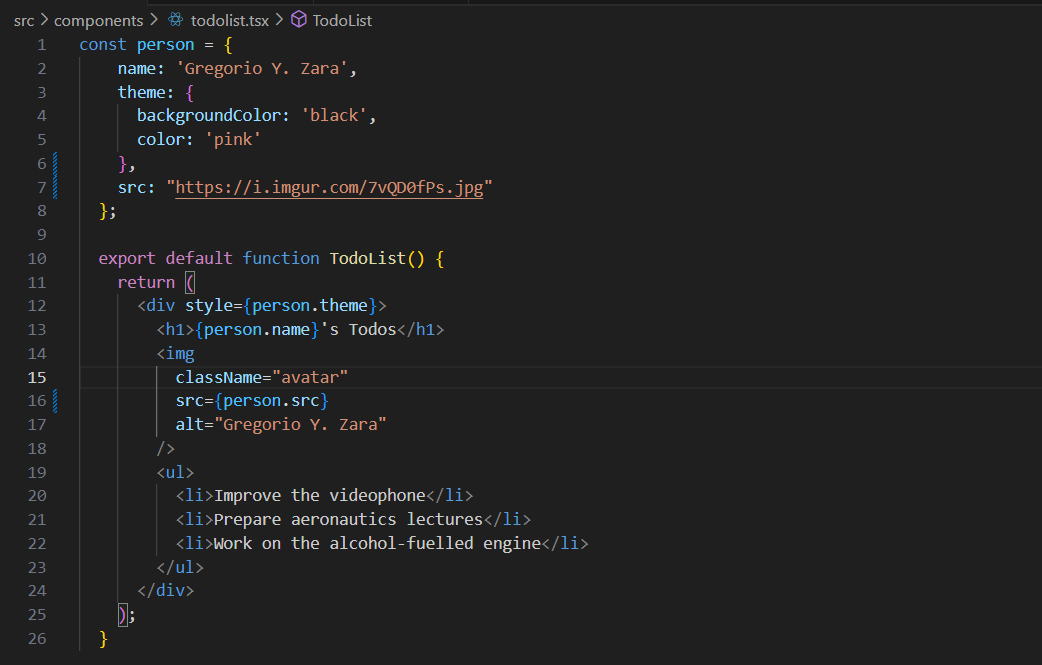 src > components > todolist.tsx > TodoList
1 const person = {
2     name: 'Gregorio Y. Zara',
3     theme: {
4       backgroundColor: 'black',
5       color: 'pink'
6     },
7     src: "https://i.imgur.com/7vQD0fPs.jpg"
8   };
9
10   export default function TodoList() {
11     return (
12       <div style={person.theme}>
13         <h1>{person.name}'s Todos</h1>
14         <img
15           className="avatar"
16           src={person.src}
17           alt="Gregorio Y. Zara"
18         />
19         <ul>
20           <li>Improve the videophone</li>
21           <li>Prepare aeronautics lectures</li>
22           <li>Work on the alcohol-fuelled engine</li>
23         </ul>
24       </div>
25     );
26   }